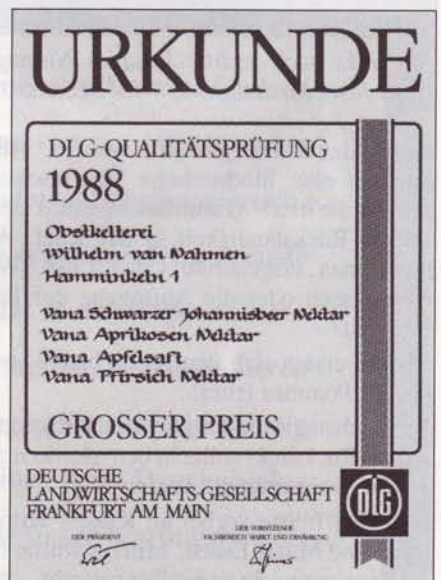 URKUNDE
DLG-QUALITÄTSPRÜFUNG
1988
Obstkelterei
Wilhelm van Nahmen
Hamminkeln 1
Vana Schwarzer Johannisbeer Nektar
Vana Aprikosen Nektar
Vana Apfelsaft
Vana Pfirsich Nektar
GROSSER PREIS
DEUTSCHE
LANDWIRTSCHAFTS-GESELLSCHAFT
FRANKFURT AM MAIN
DLG
DER PRÄSIDENT
DER VORSITZENDE
FACHBEREICH MARKT UND ERNÄHRUNG